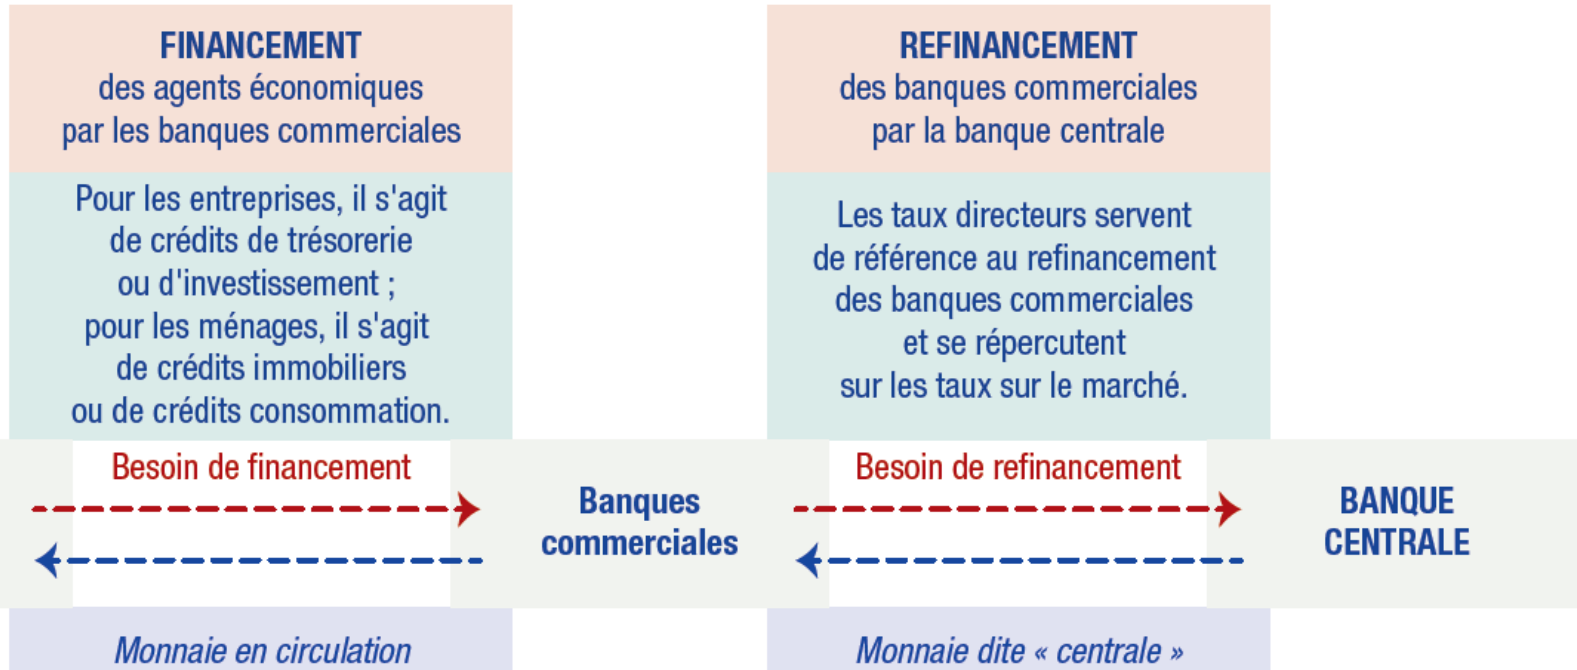 FINANCEMENT
des agents économiques
par les banques commerciales
Pour les entreprises, il s'agit
de crédits de trésorerie
ou d'investissement ;
pour les ménages, il s'agit
de crédits immobiliers
ou de crédits consommation.
Besoin de financement
Monnaie en circulation
Banques
commerciales
REFINANCEMENT
des banques commerciales
par la banque centrale
Les taux directeurs servent
de référence au refinancement
des banques commerciales
et se répercutent
sur les taux sur le marché.
Besoin de refinancement
Monnaie dite « centrale »
BANQUE
CENTRALE